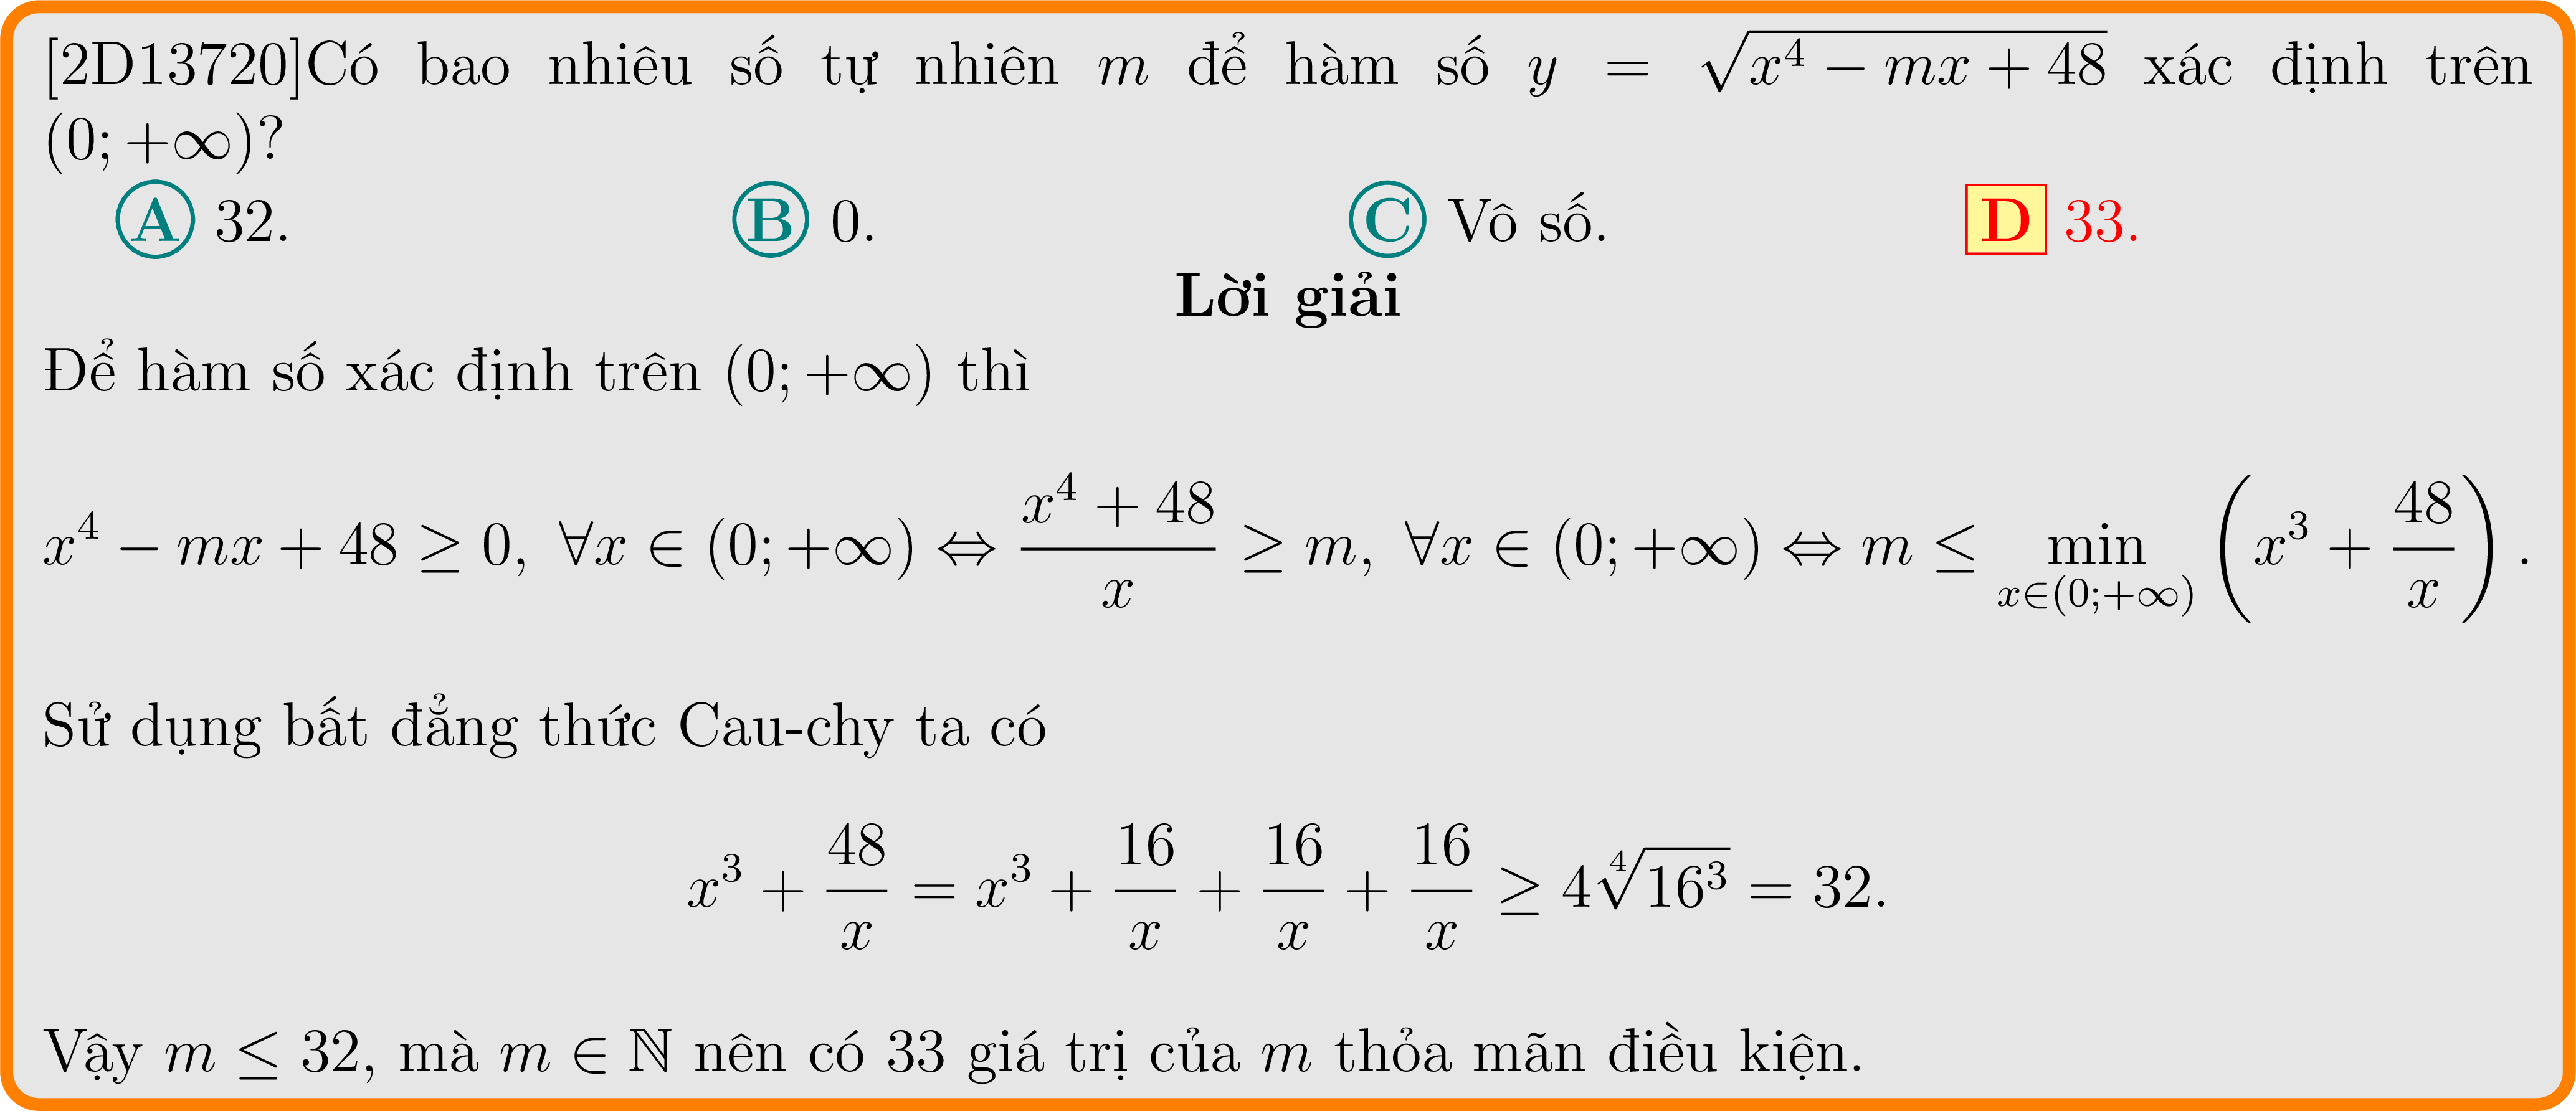 [2D13720]Có bao nhiêu số tự nhiên m để hàm số y = √(x⁴ − mx + 48) xác định trên
(0; +∞)?
A 32. B 0. C Vô số. D 33.
Lời giải
Để hàm số xác định trên (0; +∞) thì
x⁴ − mx + 48 ≥ 0, ∀x ∈ (0; +∞) ⇔ (x⁴ + 48)/x ≥ m, ∀x ∈ (0; +∞) ⇔ m ≤ min_{x∈(0;+∞)} (x³ + 48/x).
Sử dụng bất đẳng thức Cau-chy ta có
x³ + 48/x = x³ + 16/x + 16/x + 16/x ≥ 4∜(16³) = 32.
Vậy m ≤ 32, mà m ∈ ℕ nên có 33 giá trị của m thỏa mãn điều kiện.